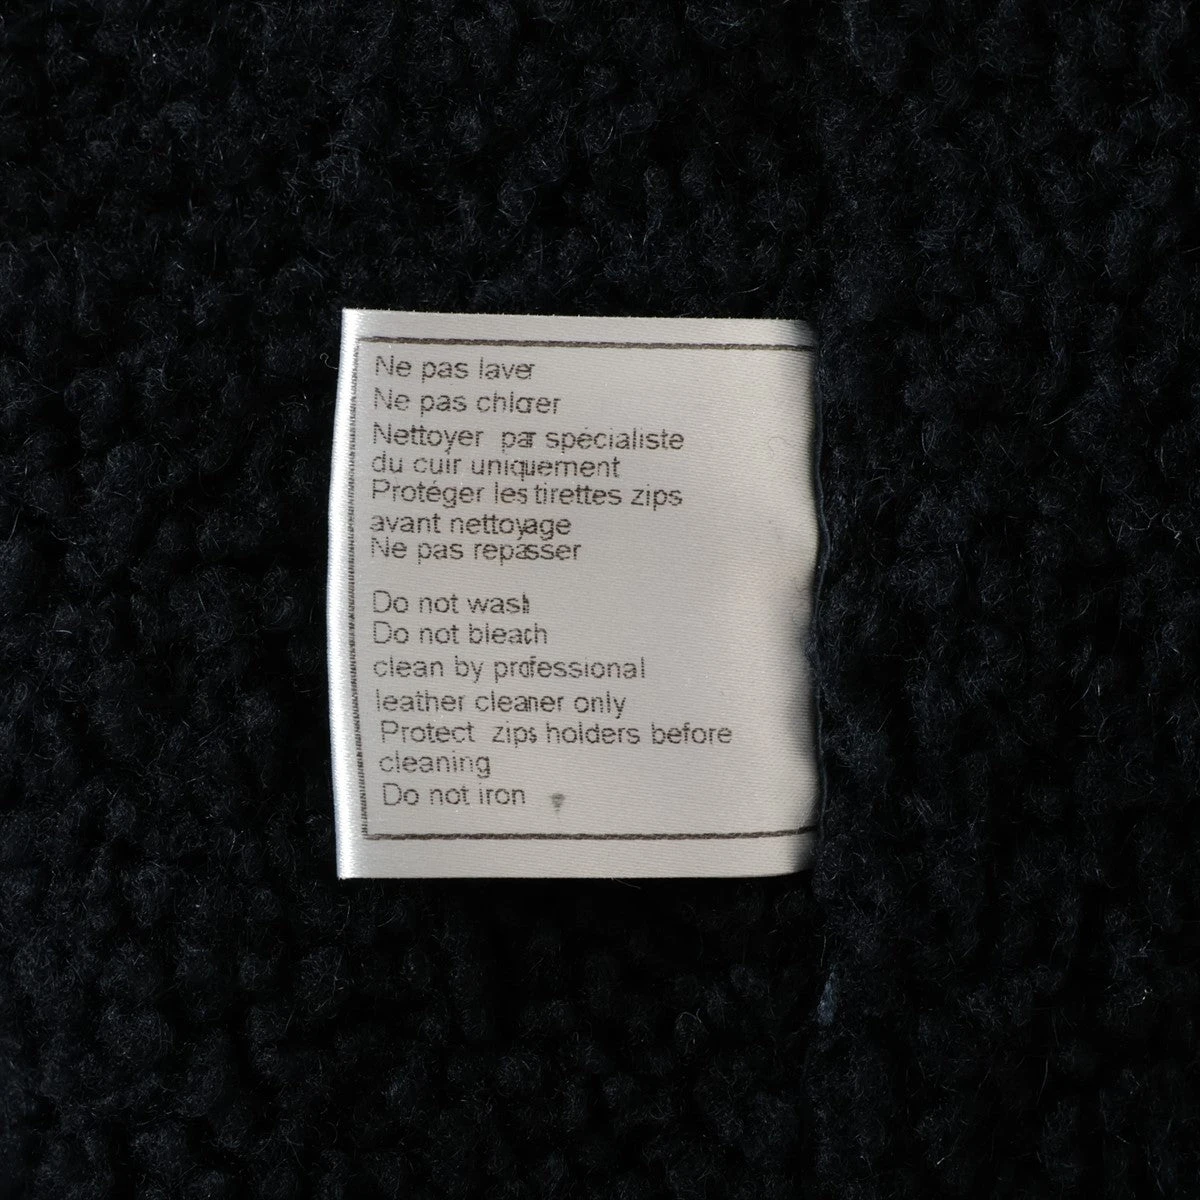 Ne pas laver
Ne pas chlorer
Nettoyer par spécialiste
du cuir uniquement
Protéger les tirettes zips
avant nettoyage
Ne pas repasser
Do not wash
Do not bleach
clean by professional
leather cleaner only
Protect zips holders before
cleaning
Do not iron